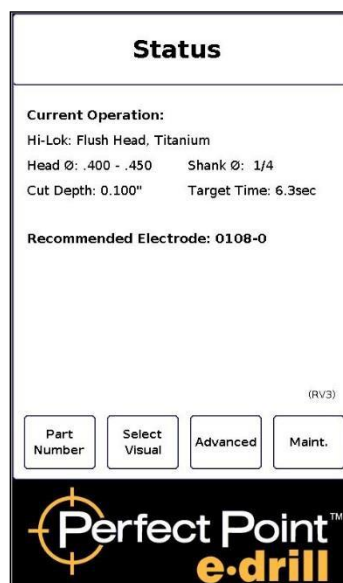 Status
Current Operation:
Hi-Lok: Flush Head, Titanium
Head Ø: .400 - .450 Shank Ø: 1/4
Cut Depth: 0.100" Target Time: 6.3sec
Recommended Electrode: 0108-0
(RV3)
Part Number
Select Visual
Advanced
Maint.
Perfect Point™
e·drill